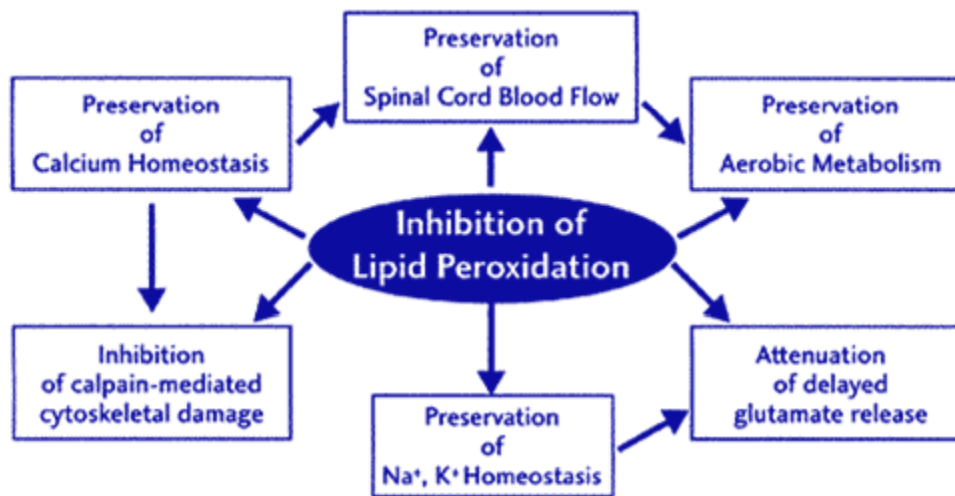 Preservation
of
Spinal Cord Blood Flow
Preservation
of
Calcium Homeostasis
Preservation
of
Aerobic Metabolism
Inhibition of
Lipid Peroxidation
Inhibition
of calpain-mediated
cytoskeletal damage
Attenuation
of delayed
glutamate release
Preservation
of
Na⁺, K⁺ Homeostasis